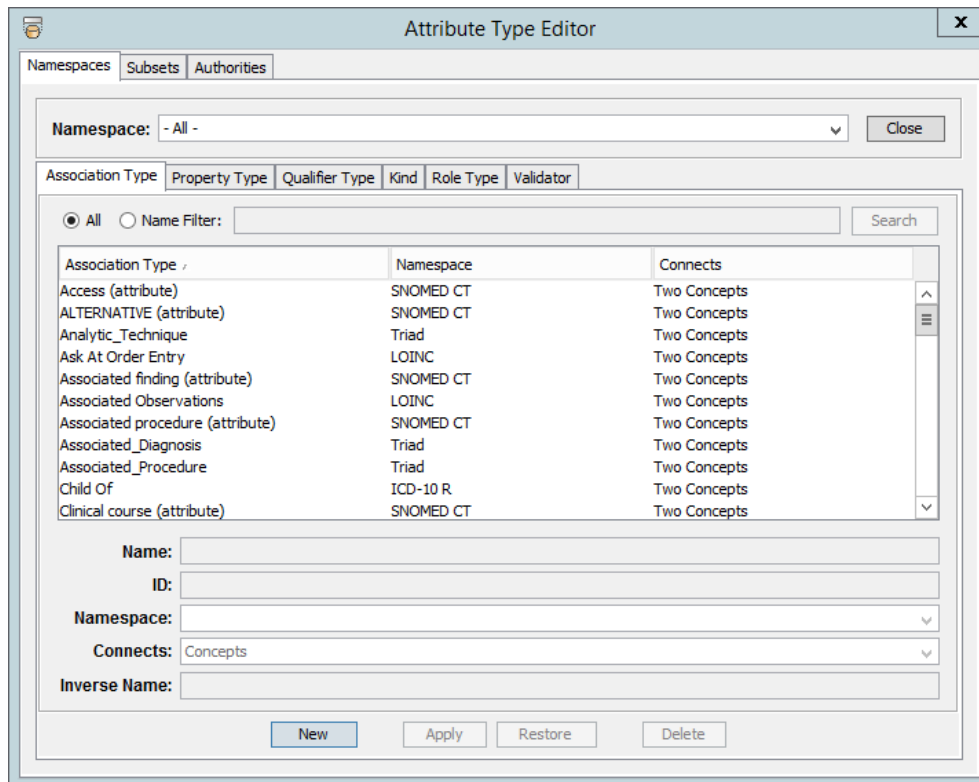 Attribute Type Editor x
Namespaces Subsets Authorities
Namespace: - All - Close
Association Type Property Type Qualifier Type Kind Role Type Validator
All Name Filter: Search
Association Type Namespace Connects
Access (attribute) SNOMED CT Two Concepts
ALTERNATIVE (attribute) SNOMED CT Two Concepts
Analytic_Technique Triad Two Concepts
Ask At Order Entry LOINC Two Concepts
Associated finding (attribute) SNOMED CT Two Concepts
Associated Observations LOINC Two Concepts
Associated procedure (attribute) SNOMED CT Two Concepts
Associated_Diagnosis Triad Two Concepts
Associated_Procedure Triad Two Concepts
Child Of ICD-10 R Two Concepts
Clinical course (attribute) SNOMED CT Two Concepts
Name:
ID:
Namespace:
Connects: Concepts
Inverse Name:
New Apply Restore Delete